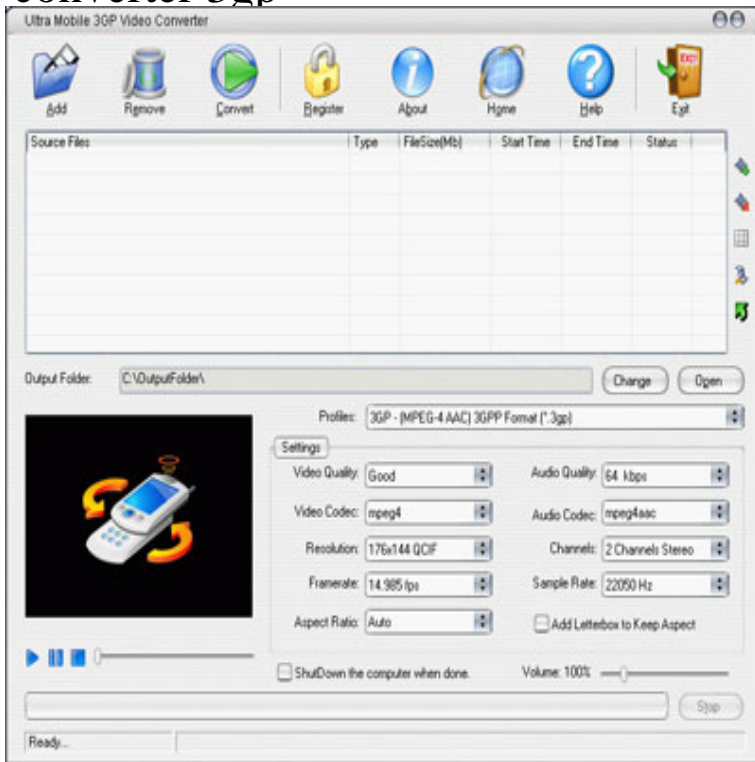 converter 3gp
Ultra Mobile 3GP Video Converter
Add Remove Convert Register About Home Help Exit
Source Files Type FileSize(Mb) Start Time End Time Status
Output Folder: C:\OutputFolder\ Change Open
Profiles: 3GP - (MPEG-4 AAC) 3GPP Format (*.3gp)
Settings
Video Quality: Good Audio Quality: 64 kbps
Video Codec: mpeg4 Audio Codec: mpeg4aac
Resolution: 176x144 QCIF Channels: 2 Channels Stereo
Framerate: 14.985 fps Sample Rate: 22050 Hz
Aspect Ratio: Auto Add Letterbox to Keep Aspect
ShutDown the computer when done. Volume: 100%
Stop
Ready...